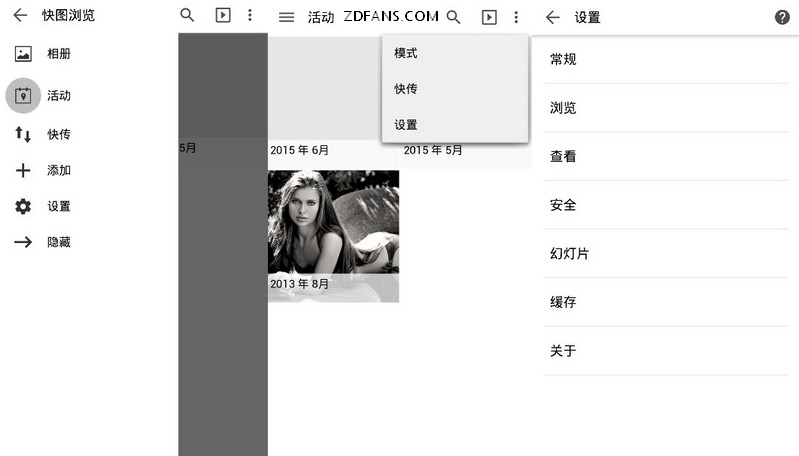 快图浏览
相册
活动
快传
添加
设置
隐藏
5月
活动
ZDFANS.COM
模式
快传
设置
2015 年 6月
2015 年 5月
2013 年 8月
设置
常规
浏览
查看
安全
幻灯片
缓存
关于